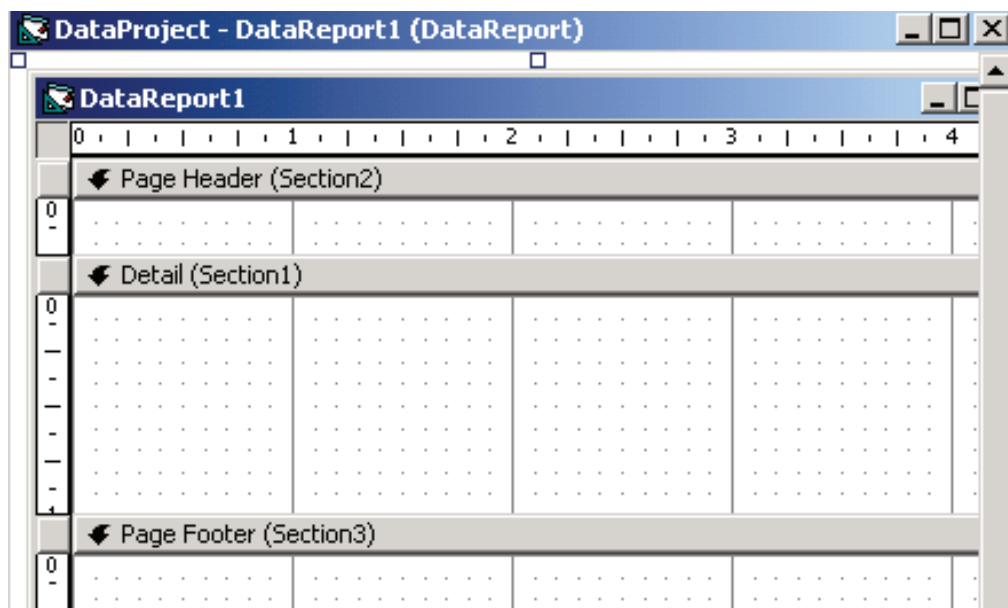 DataProject - DataReport1 (DataReport)
DataReport1
0 1 2 3 4
Page Header (Section2)
0
Detail (Section1)
0
Page Footer (Section3)
0